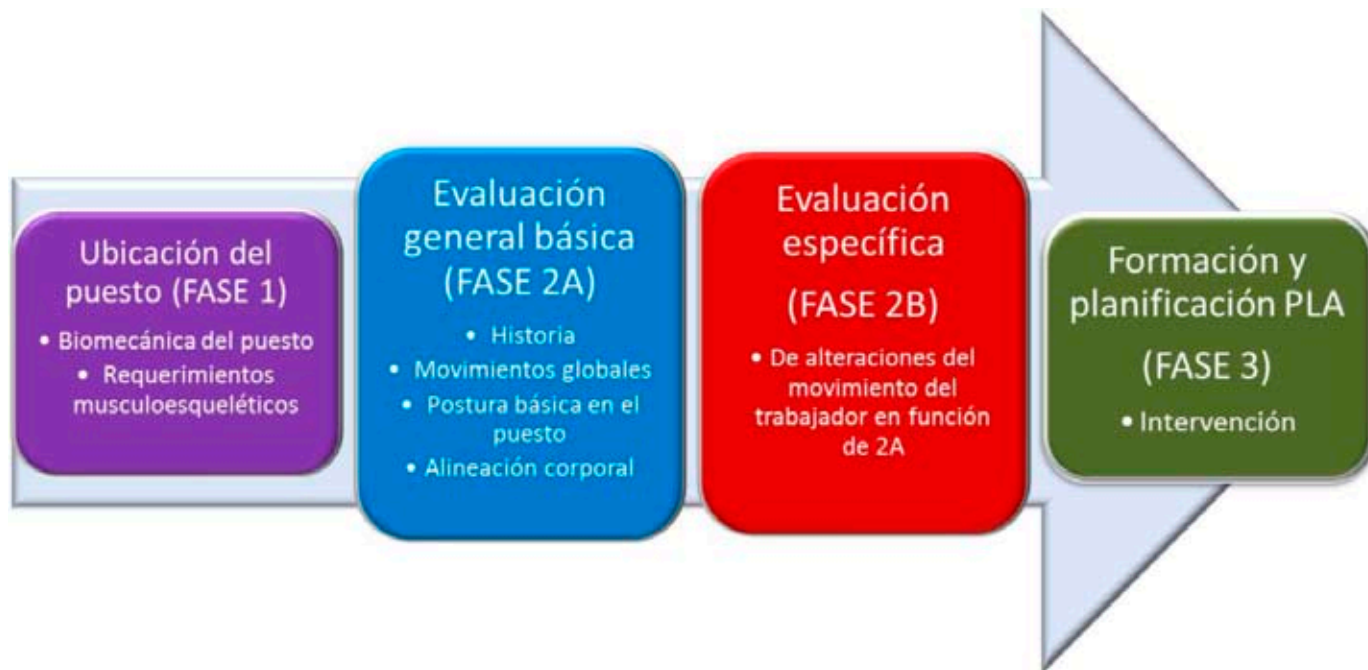 Ubicación del
puesto (FASE 1)
• Biomecánica del puesto
• Requerimientos
musculoesqueléticos
Evaluación
general básica
(FASE 2A)
• Historia
• Movimientos globales
• Postura básica en el
puesto
• Alineación corporal
Evaluación
específica
(FASE 2B)
• De alteraciones del
movimiento del
trabajador en función
de 2A
Formación y
planificación PLA
(FASE 3)
• Intervención